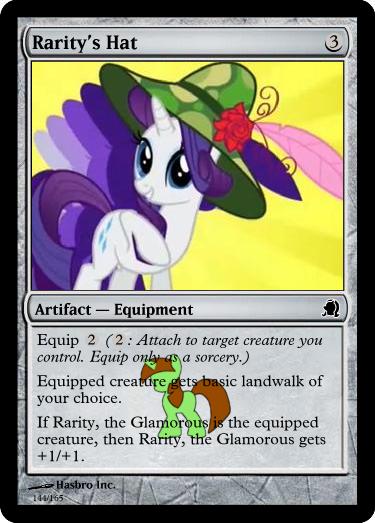 Rarity's Hat 3
Artifact — Equipment
Equip 2 (2: Attach to target creature you
control. Equip only as a sorcery.)
Equipped creature gets basic landwalk of
your choice.
If Rarity, the Glamorous is the equipped
creature, then Rarity, the Glamorous gets
+1/+1.
Hasbro Inc.
144/165